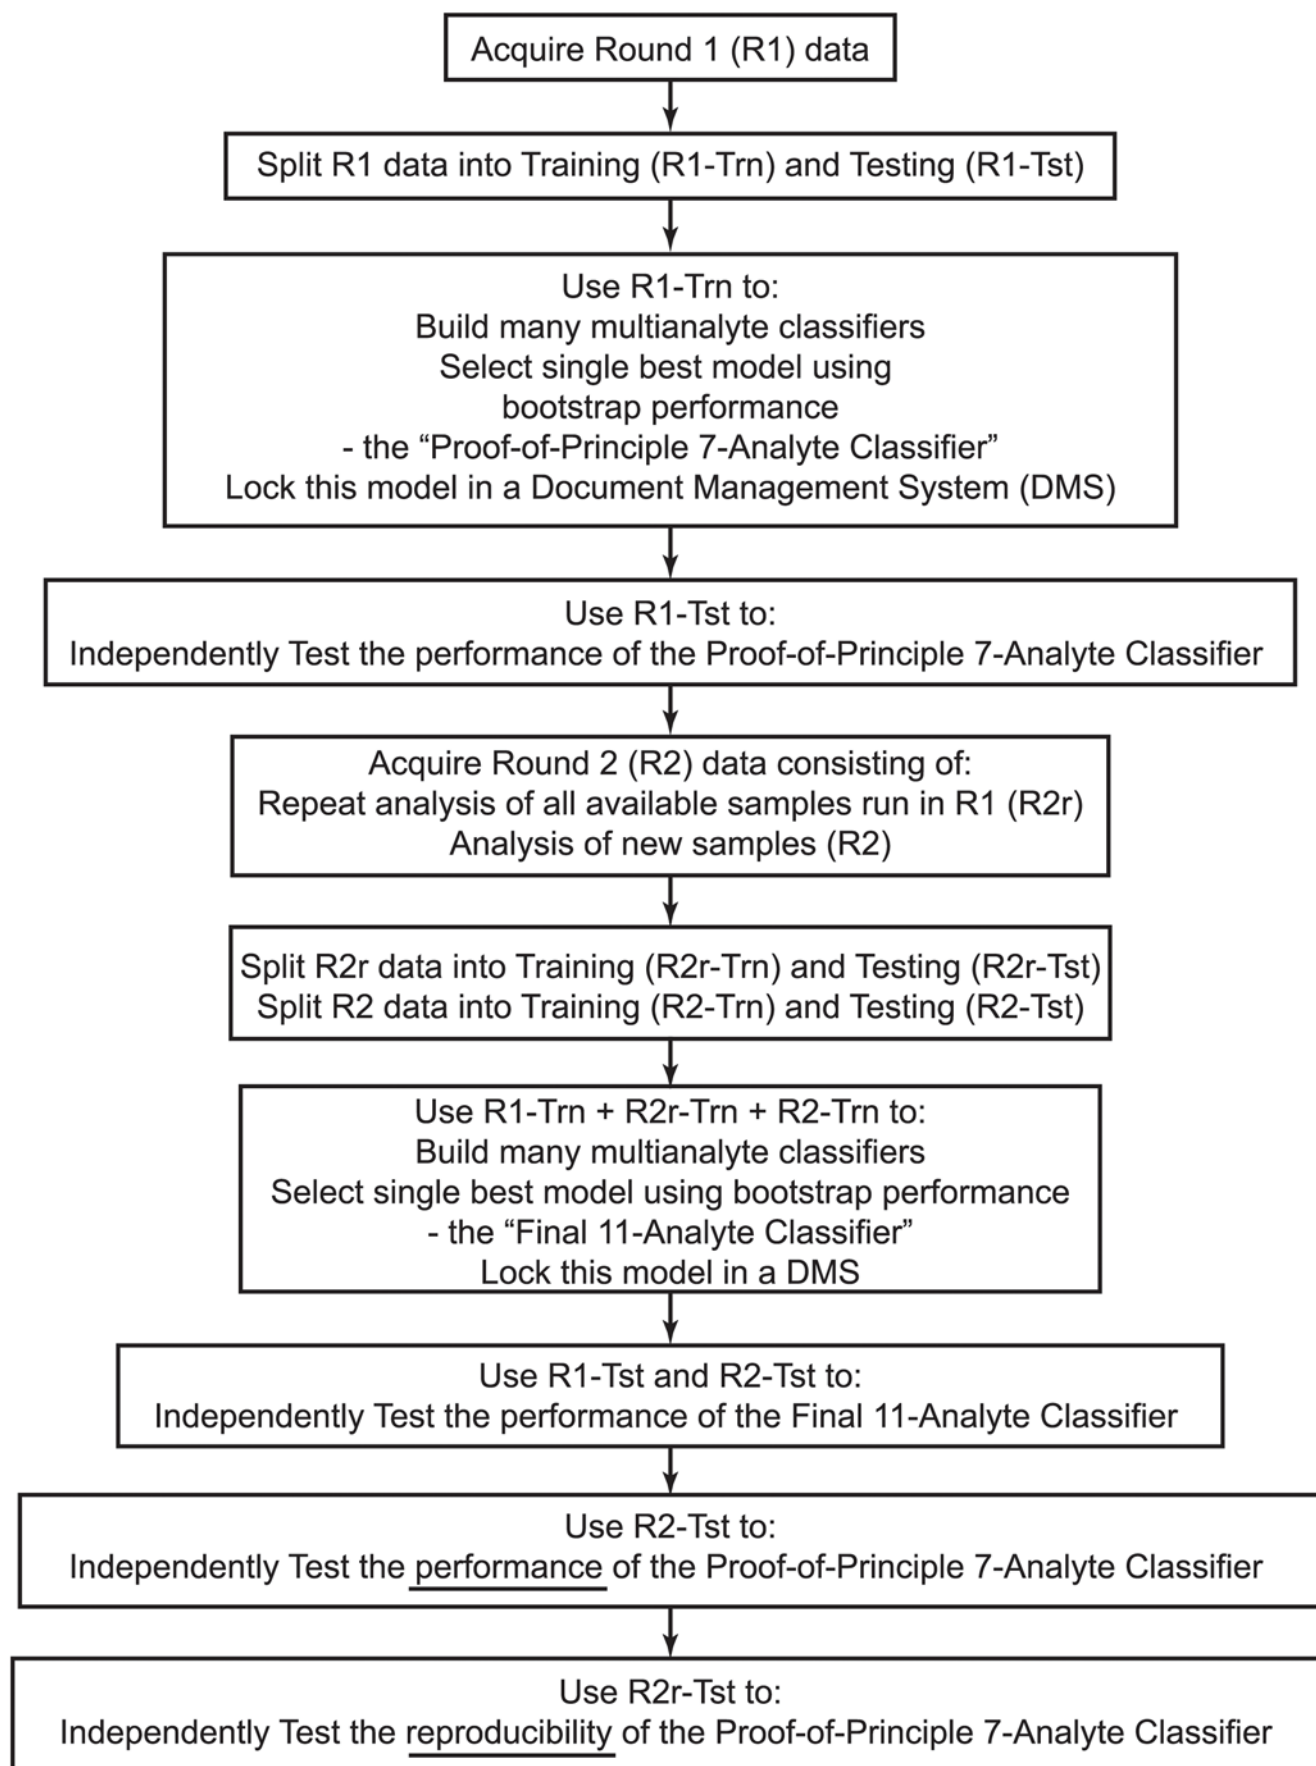 Acquire Round 1 (R1) data
Split R1 data into Training (R1-Trn) and Testing (R1-Tst)
Use R1-Trn to:
Build many multianalyte classifiers
Select single best model using
bootstrap performance
- the “Proof-of-Principle 7-Analyte Classifier”
Lock this model in a Document Management System (DMS)
Use R1-Tst to:
Independently Test the performance of the Proof-of-Principle 7-Analyte Classifier
Acquire Round 2 (R2) data consisting of:
Repeat analysis of all available samples run in R1 (R2r)
Analysis of new samples (R2)
Split R2r data into Training (R2r-Trn) and Testing (R2r-Tst)
Split R2 data into Training (R2-Trn) and Testing (R2-Tst)
Use R1-Trn + R2r-Trn + R2-Trn to:
Build many multianalyte classifiers
Select single best model using bootstrap performance
- the “Final 11-Analyte Classifier”
Lock this model in a DMS
Use R1-Tst and R2-Tst to:
Independently Test the performance of the Final 11-Analyte Classifier
Use R2-Tst to:
Independently Test the performance of the Proof-of-Principle 7-Analyte Classifier
Use R2r-Tst to:
Independently Test the reproducibility of the Proof-of-Principle 7-Analyte Classifier